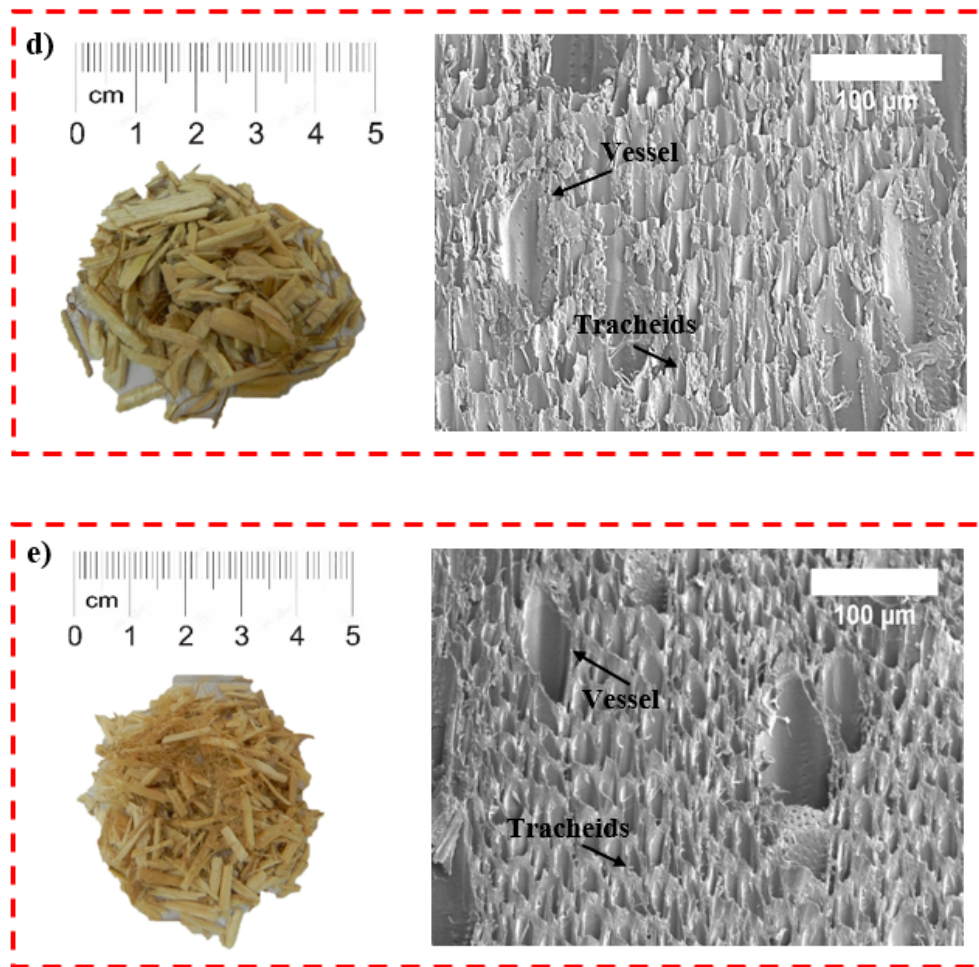 d)
cm
0 1 2 3 4 5
100 µm
Vessel
Tracheids
e)
cm
0 1 2 3 4 5
100 µm
Vessel
Tracheids